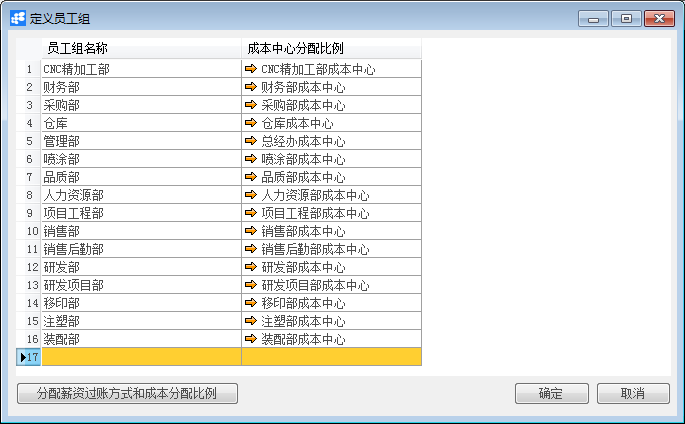 定义员工组
员工组名称 成本中心分配比例
1 CNC精加工部 CNC精加工部成本中心
2 财务部 财务部成本中心
3 采购部 采购部成本中心
4 仓库 仓库成本中心
5 管理部 总经办成本中心
6 喷涂部 喷涂部成本中心
7 品质部 品质部成本中心
8 人力资源部 人力资源部成本中心
9 项目工程部 项目工程部成本中心
10 销售部 销售部成本中心
11 销售后勤部 销售后勤部成本中心
12 研发部 研发部成本中心
13 研发项目部 研发项目部成本中心
14 移印部 移印部成本中心
15 注塑部 注塑部成本中心
16 装配部 装配部成本中心
17
分配薪资过账方式和成本分配比例 确定 取消